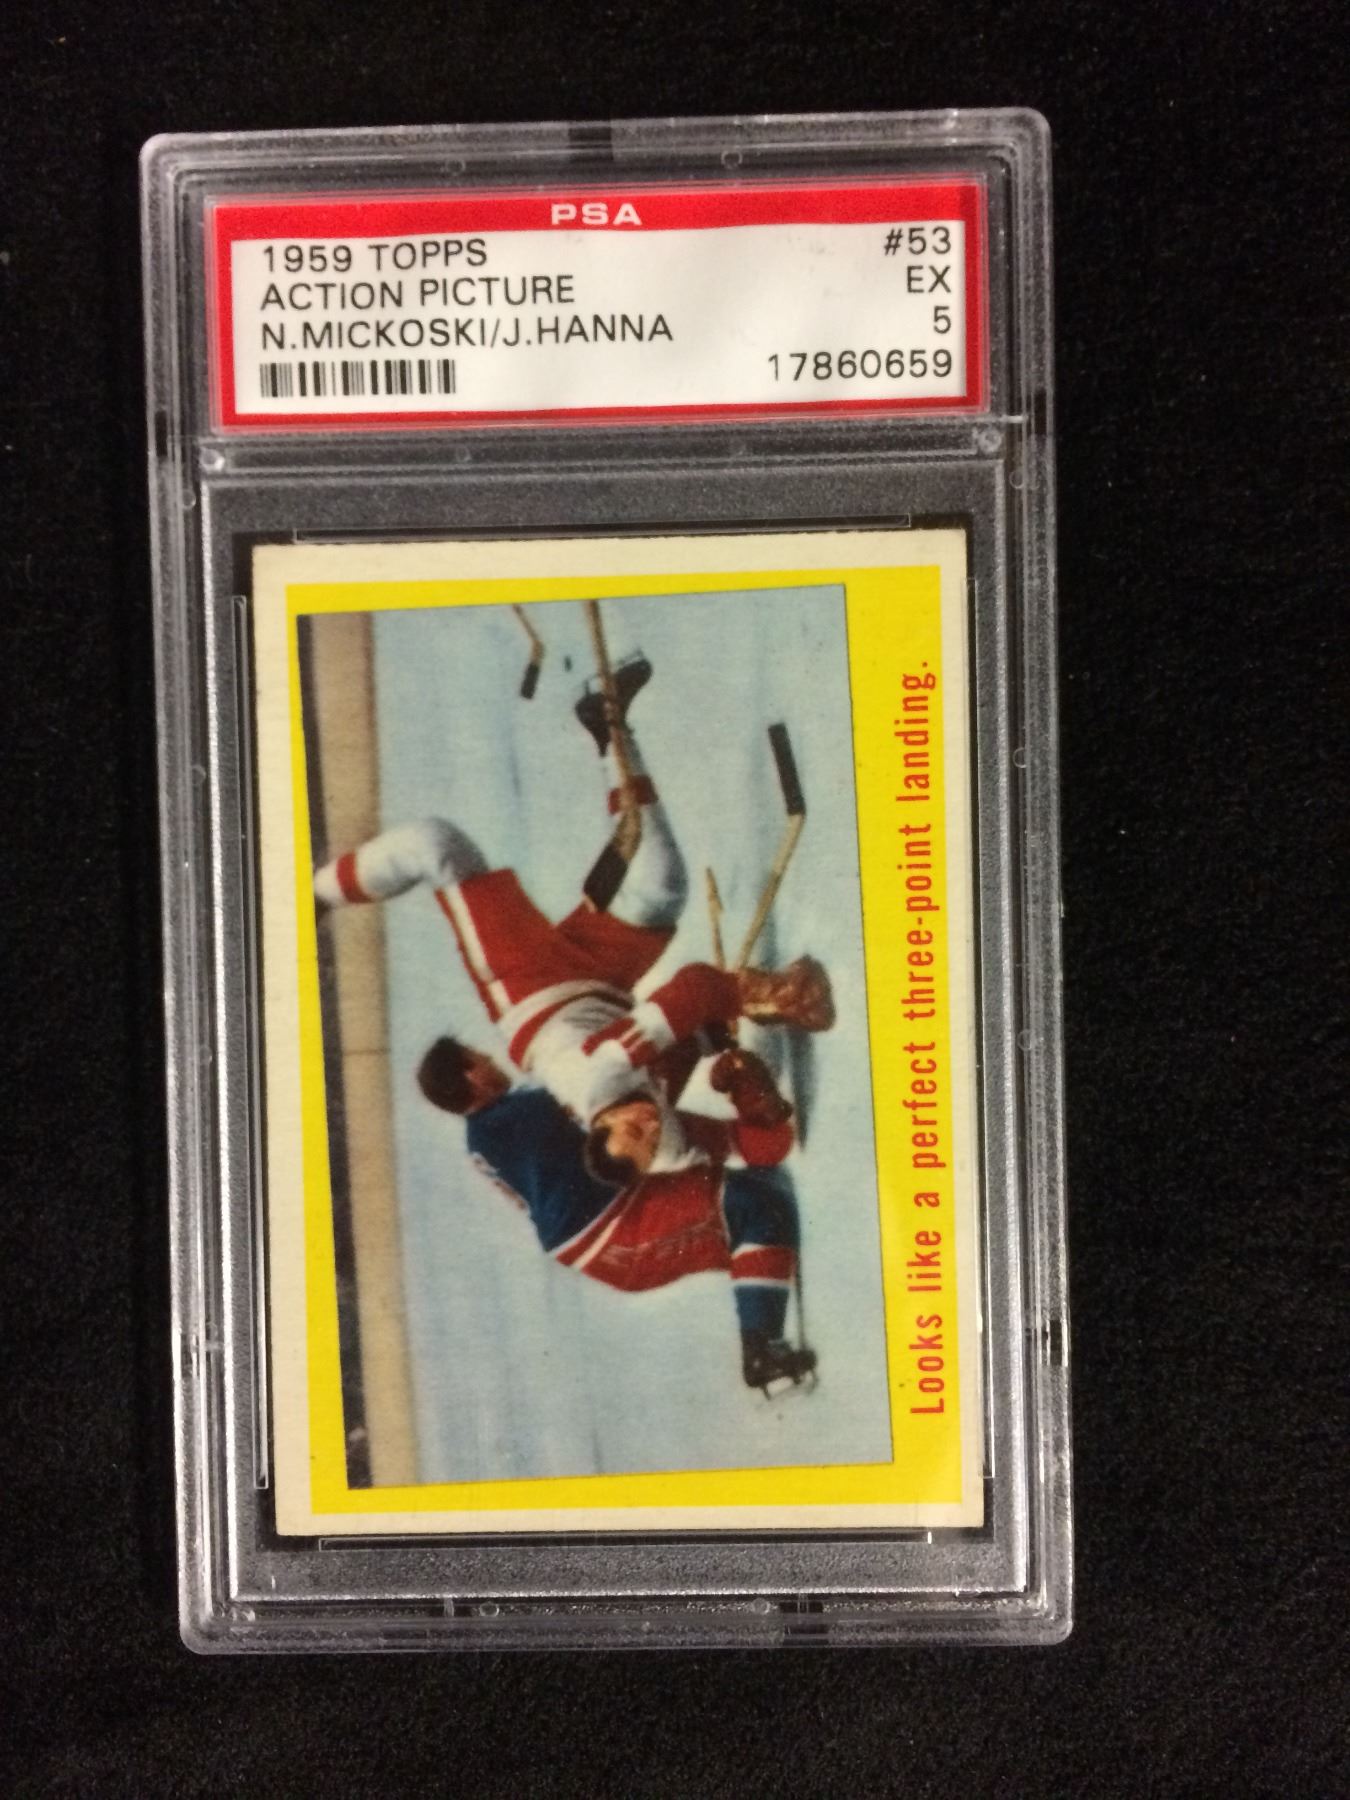 PSA
1959 TOPPS #53
ACTION PICTURE EX
N.MICKOSKI/J.HANNA 5
17860659
Looks like a perfect three-point landing.